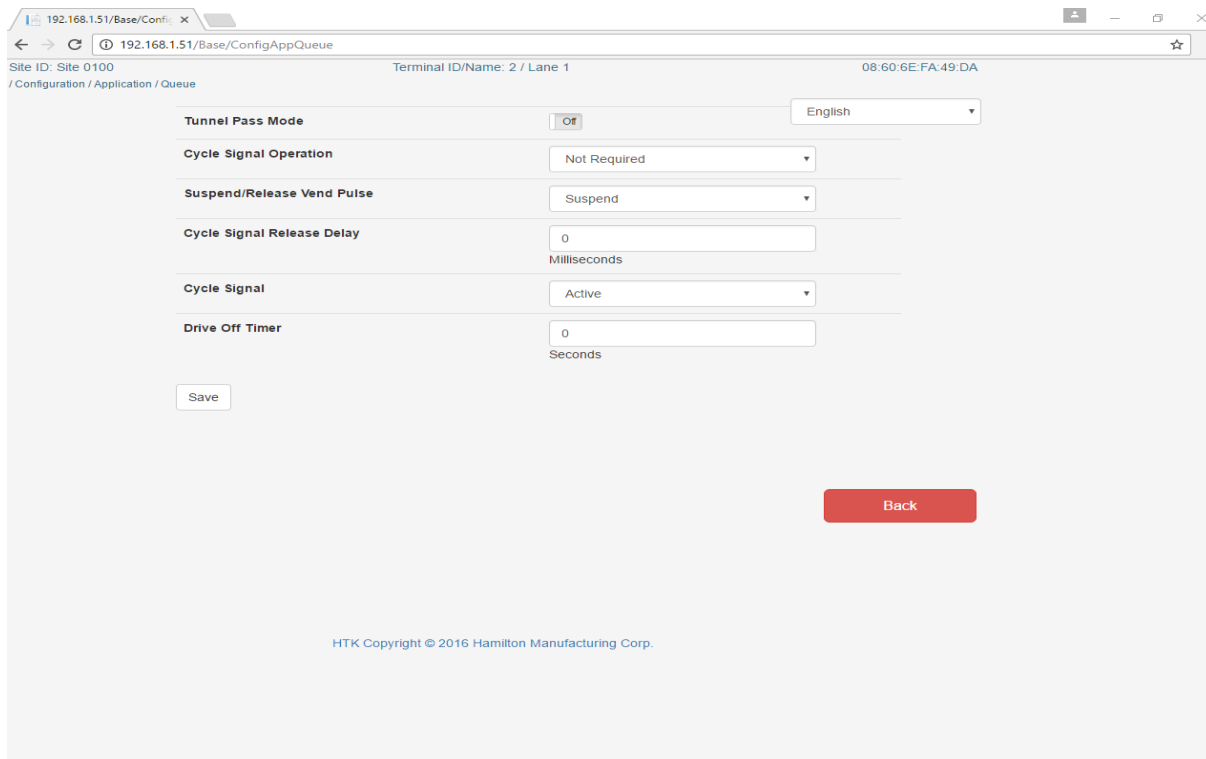 192.168.1.51/Base/Config
192.168.1.51/Base/ConfigAppQueue
Site ID: Site 0100 Terminal ID/Name: 2 / Lane 1 08:60:6E:FA:49:DA
/ Configuration / Application / Queue
English
Tunnel Pass Mode Off
Cycle Signal Operation Not Required
Suspend/Release Vend Pulse Suspend
Cycle Signal Release Delay 0
Milliseconds
Cycle Signal Active
Drive Off Timer 0
Seconds
Save
Back
HTK Copyright © 2016 Hamilton Manufacturing Corp.